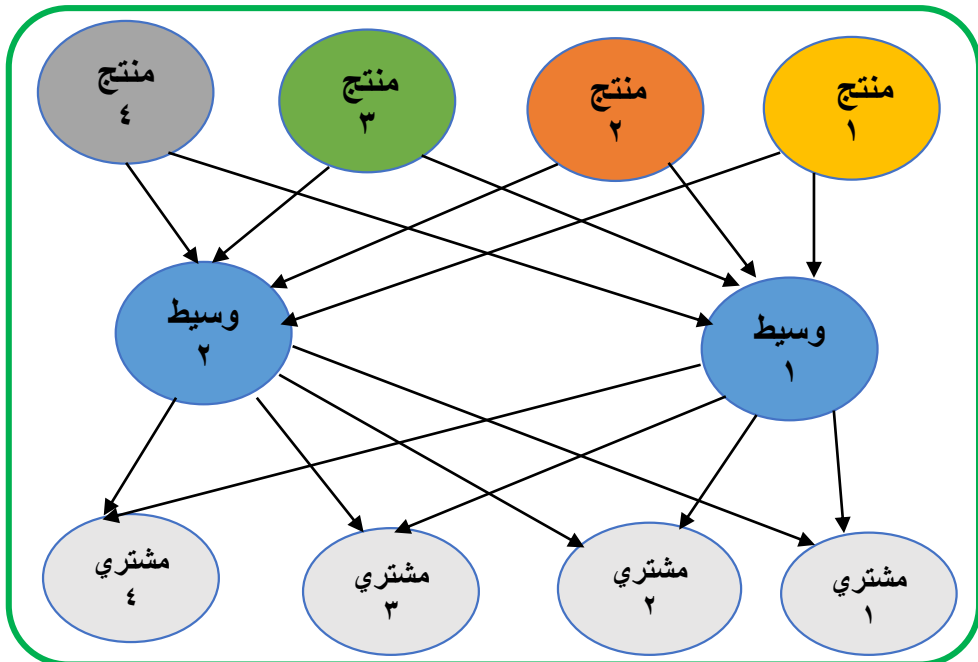 منتج
١
منتج
٢
منتج
٣
منتج
٤
وسيط
١
وسيط
٢
مشتري
١
مشتري
٢
مشتري
٣
مشتري
٤